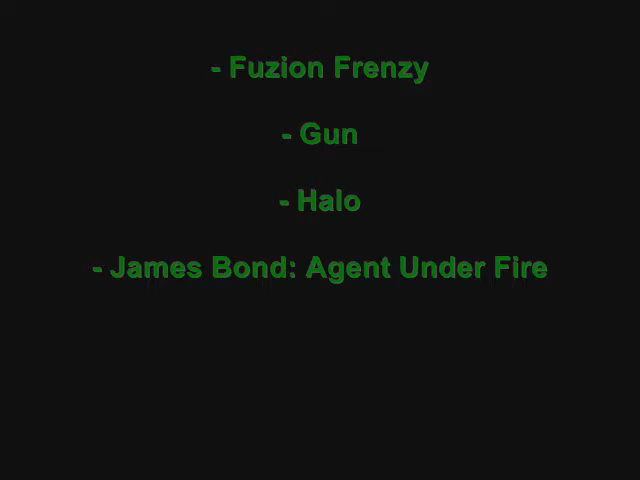 - Fuzion Frenzy
- Gun
- Halo
- James Bond: Agent Under Fire